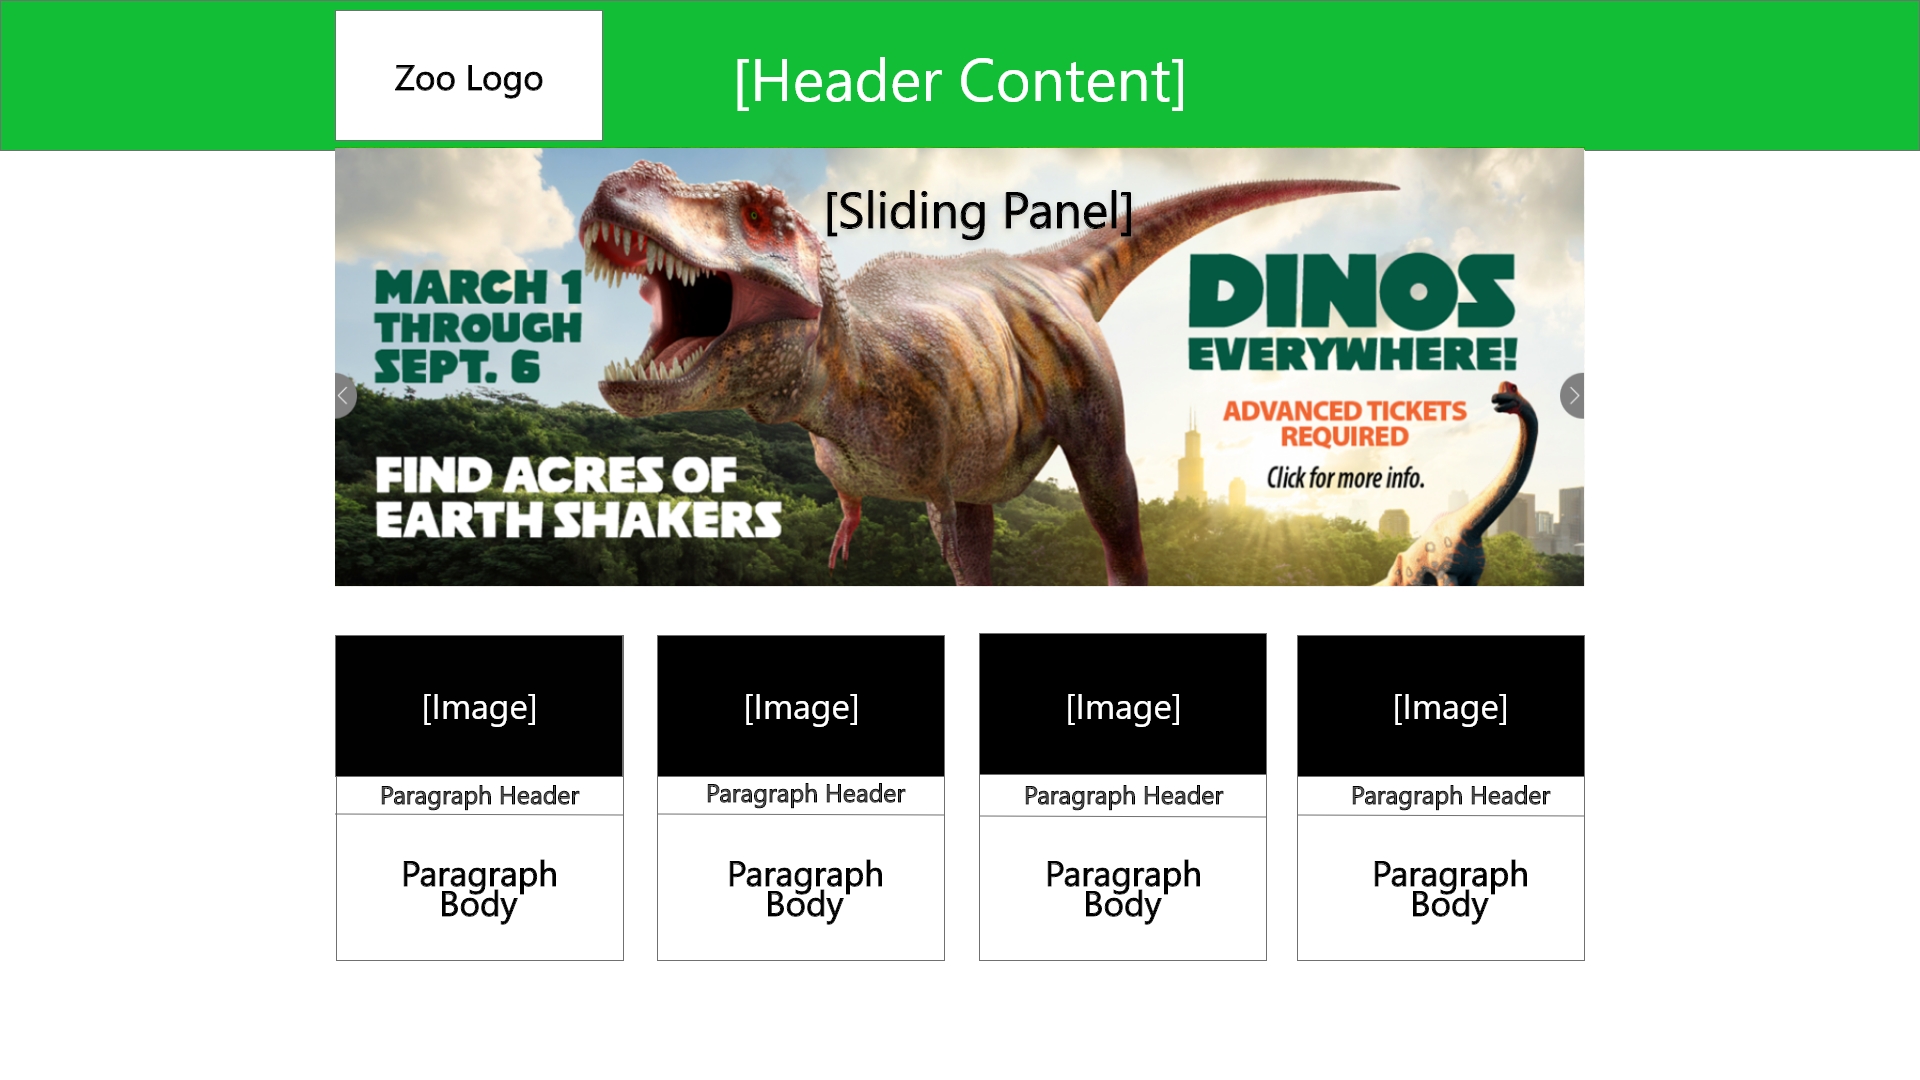 Zoo Logo
[Header Content]
[Sliding Panel]
MARCH 1
THROUGH
SEPT. 6
FIND ACRES OF
EARTH SHAKERS
DINOS
EVERYWHERE!
ADVANCED TICKETS
REQUIRED
Click for more info.
[Image]
[Image]
[Image]
[Image]
Paragraph Header
Paragraph Header
Paragraph Header
Paragraph Header
Paragraph
Body
Paragraph
Body
Paragraph
Body
Paragraph
Body